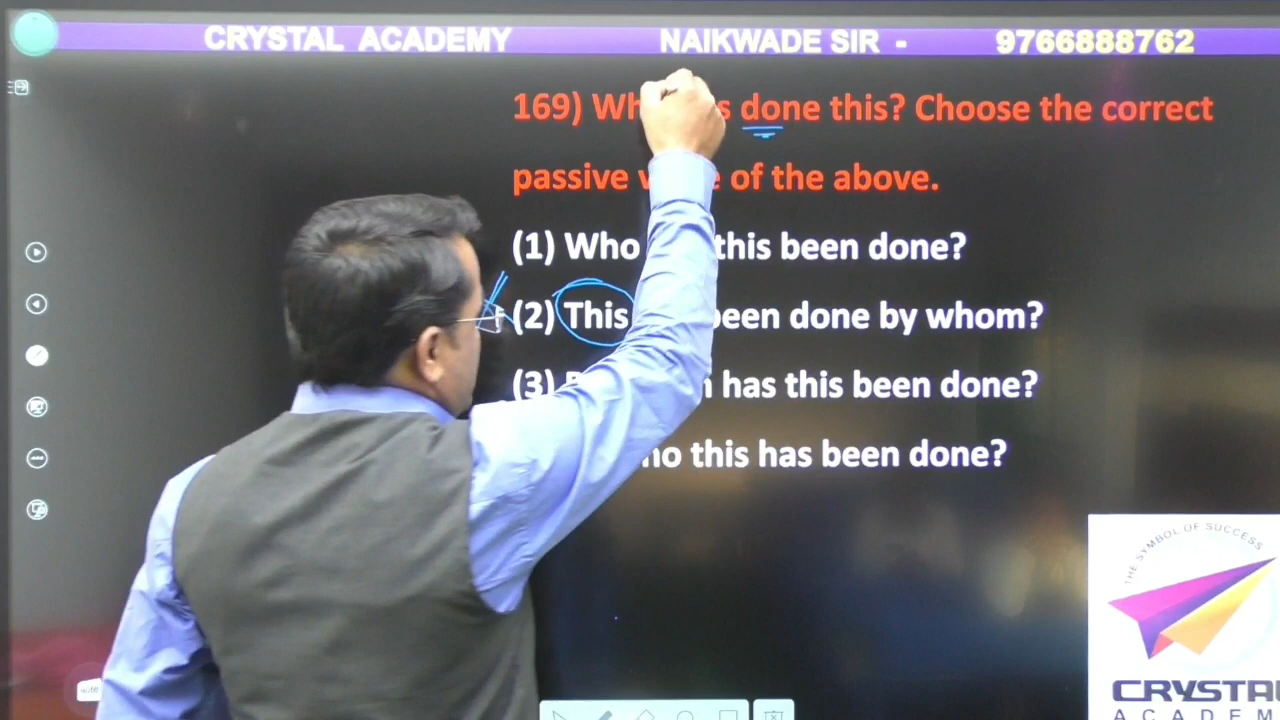 CRYSTAL ACADEMY NAIKWADE SIR - 9766888762
169) done this? Choose the correct
passive of the above.
(1) Who this been done?
(2) This been done by whom?
(3) has this been done?
this has been done?
THE SYMBOL OF SUCCESS
CRYSTAL
ACADEM